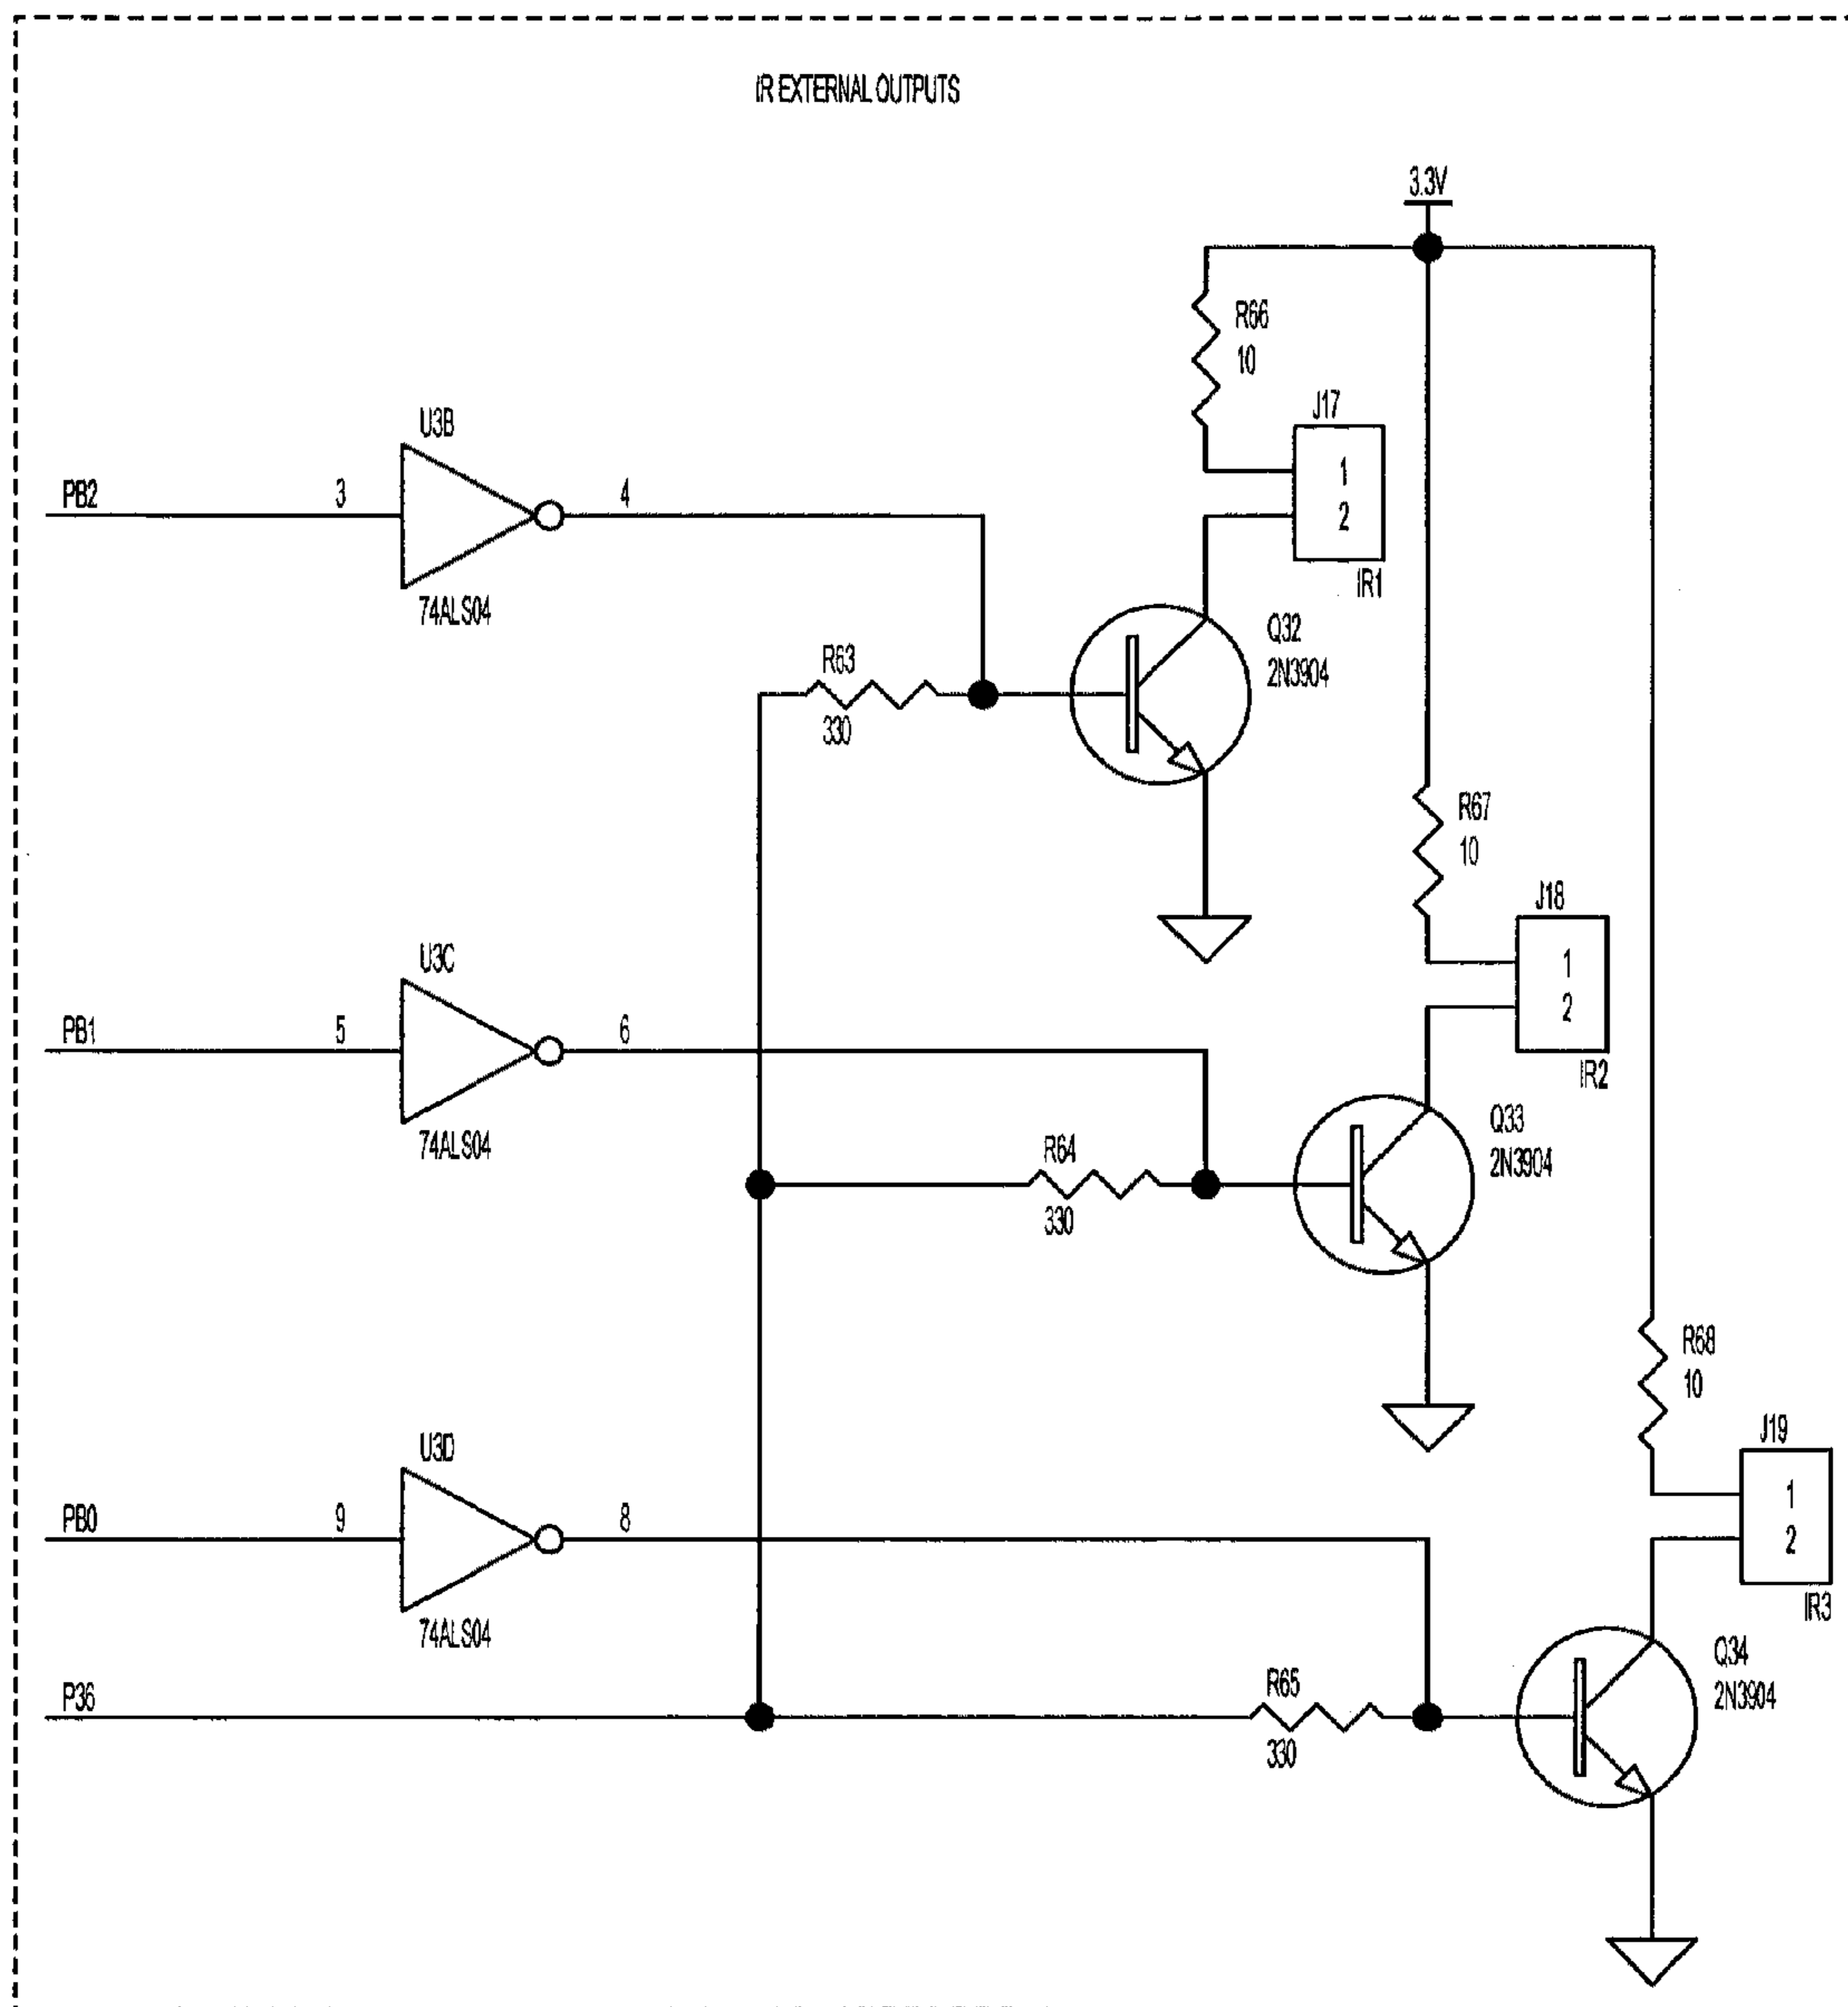 IR EXTERNAL OUTPUTS
3.3V
R66
10
J17
1
2
IR1
U3B
PB2
3
4
74ALS04
Q32
2N3904
R63
330
R67
10
J18
1
2
IR2
U3C
PB1
5
6
74ALS04
Q33
2N3904
R64
330
R68
10
J19
1
2
IR3
U3D
PB0
9
8
74ALS04
Q34
2N3904
P36
R65
330